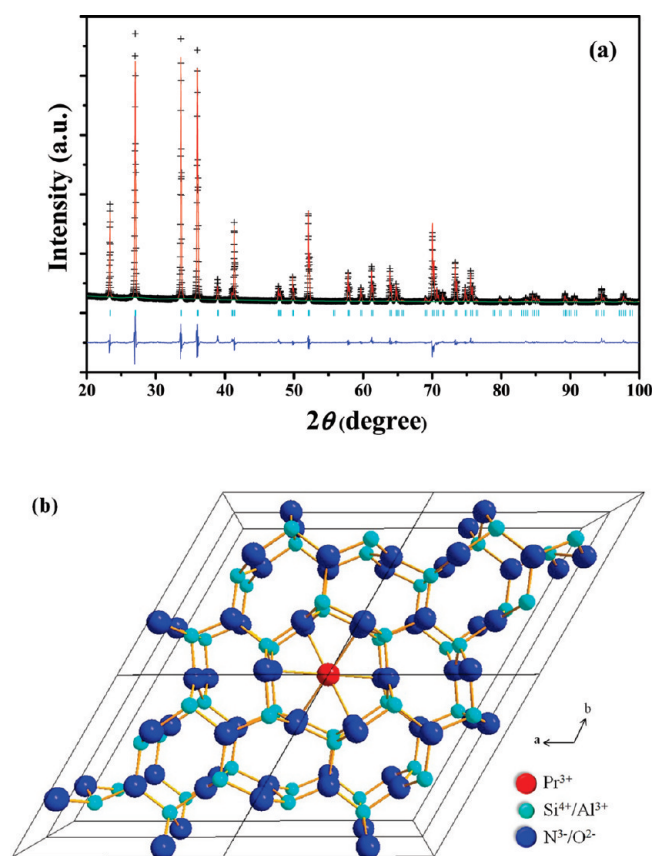 (a)
Intensity (a.u.)
20 30 40 50 60 70 80 90 100
2θ (degree)
(b)
b
a
Pr³⁺
Si⁴⁺/Al³⁺
N³⁻/O²⁻